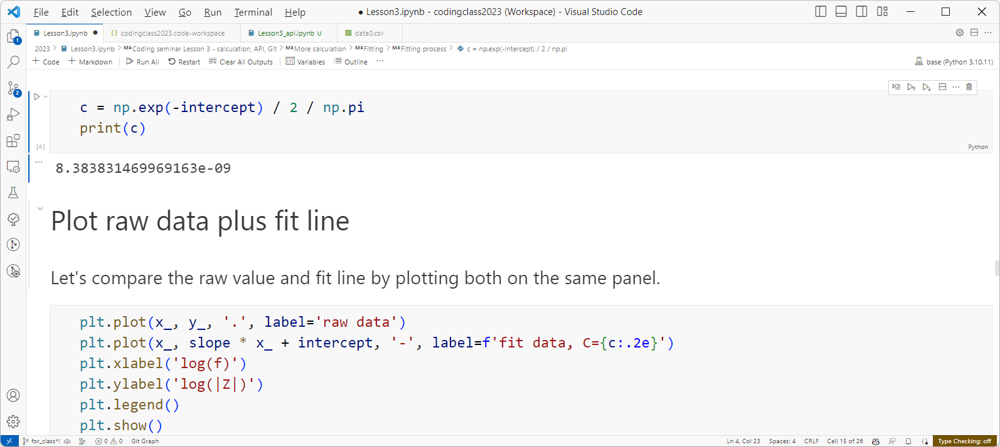 File Edit Selection View Go Run Terminal Help ● Lesson3.ipynb - codingclass2023 (Workspace) - Visual Studio Code
Lesson3.ipynb ● {} codingclass2023.code-workspace Lesson3_api.ipynb U data0.csv
2023 > Lesson3.ipynb > M↓Coding seminar Lesson 3 - calculation, API, Git > M↓More calculation > M↓Fitting > M↓Fitting process > c = np.exp(-intercept) / 2 / np.pi
+ Code + Markdown Run All Restart Clear All Outputs Variables Outline ··· base (Python 3.10.11)
c = np.exp(-intercept) / 2 / np.pi
print(c)
[6] Python
8.383831469969163e-09
Plot raw data plus fit line
Let's compare the raw value and fit line by plotting both on the same panel.
plt.plot(x_, y_, '.', label='raw data')
plt.plot(x_, slope * x_ + intercept, '-', label=f'fit data, C={c:.2e}')
plt.xlabel('log(f)')
plt.ylabel('log(|Z|)')
plt.legend()
plt.show()
1
2
for_class*! 0 0 Git Graph Ln 4, Col 23 Spaces: 4 CRLF Cell 15 of 26 Type Checking: off